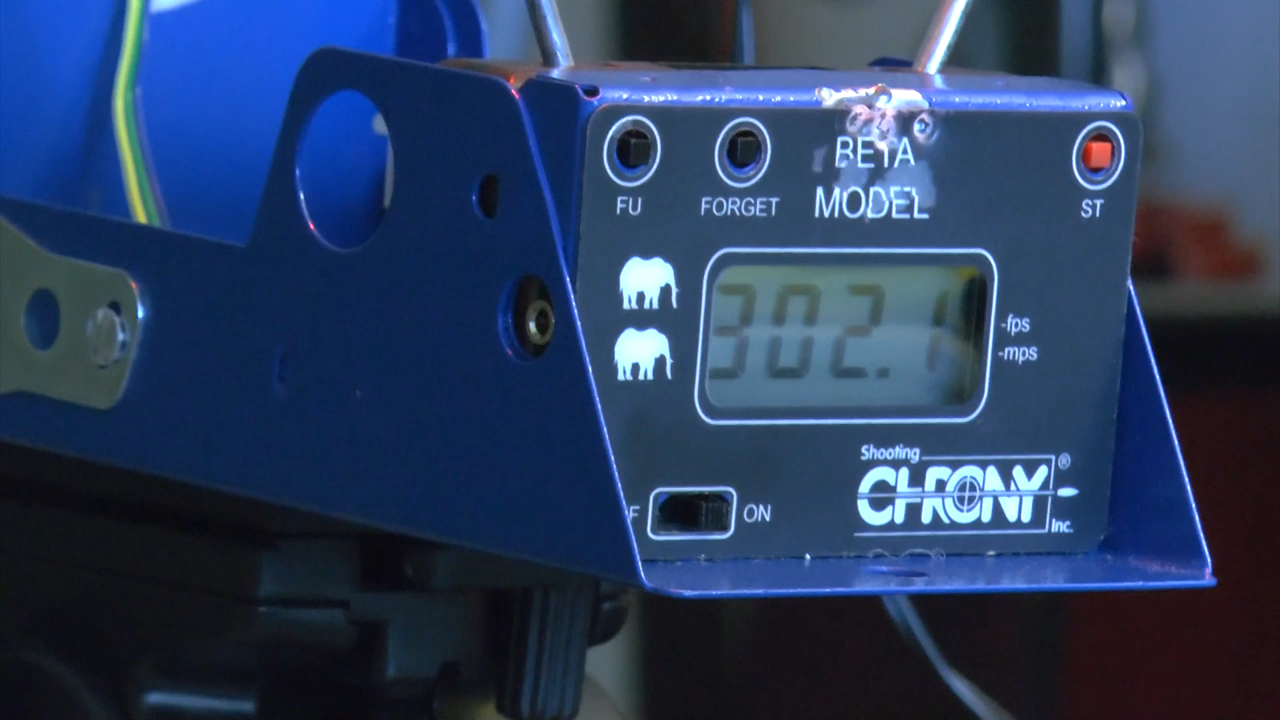 FU
FORGET
BETA
MODEL
ST
302.1
-fps
-mps
F
ON
Shooting
CHRONY®
Inc.